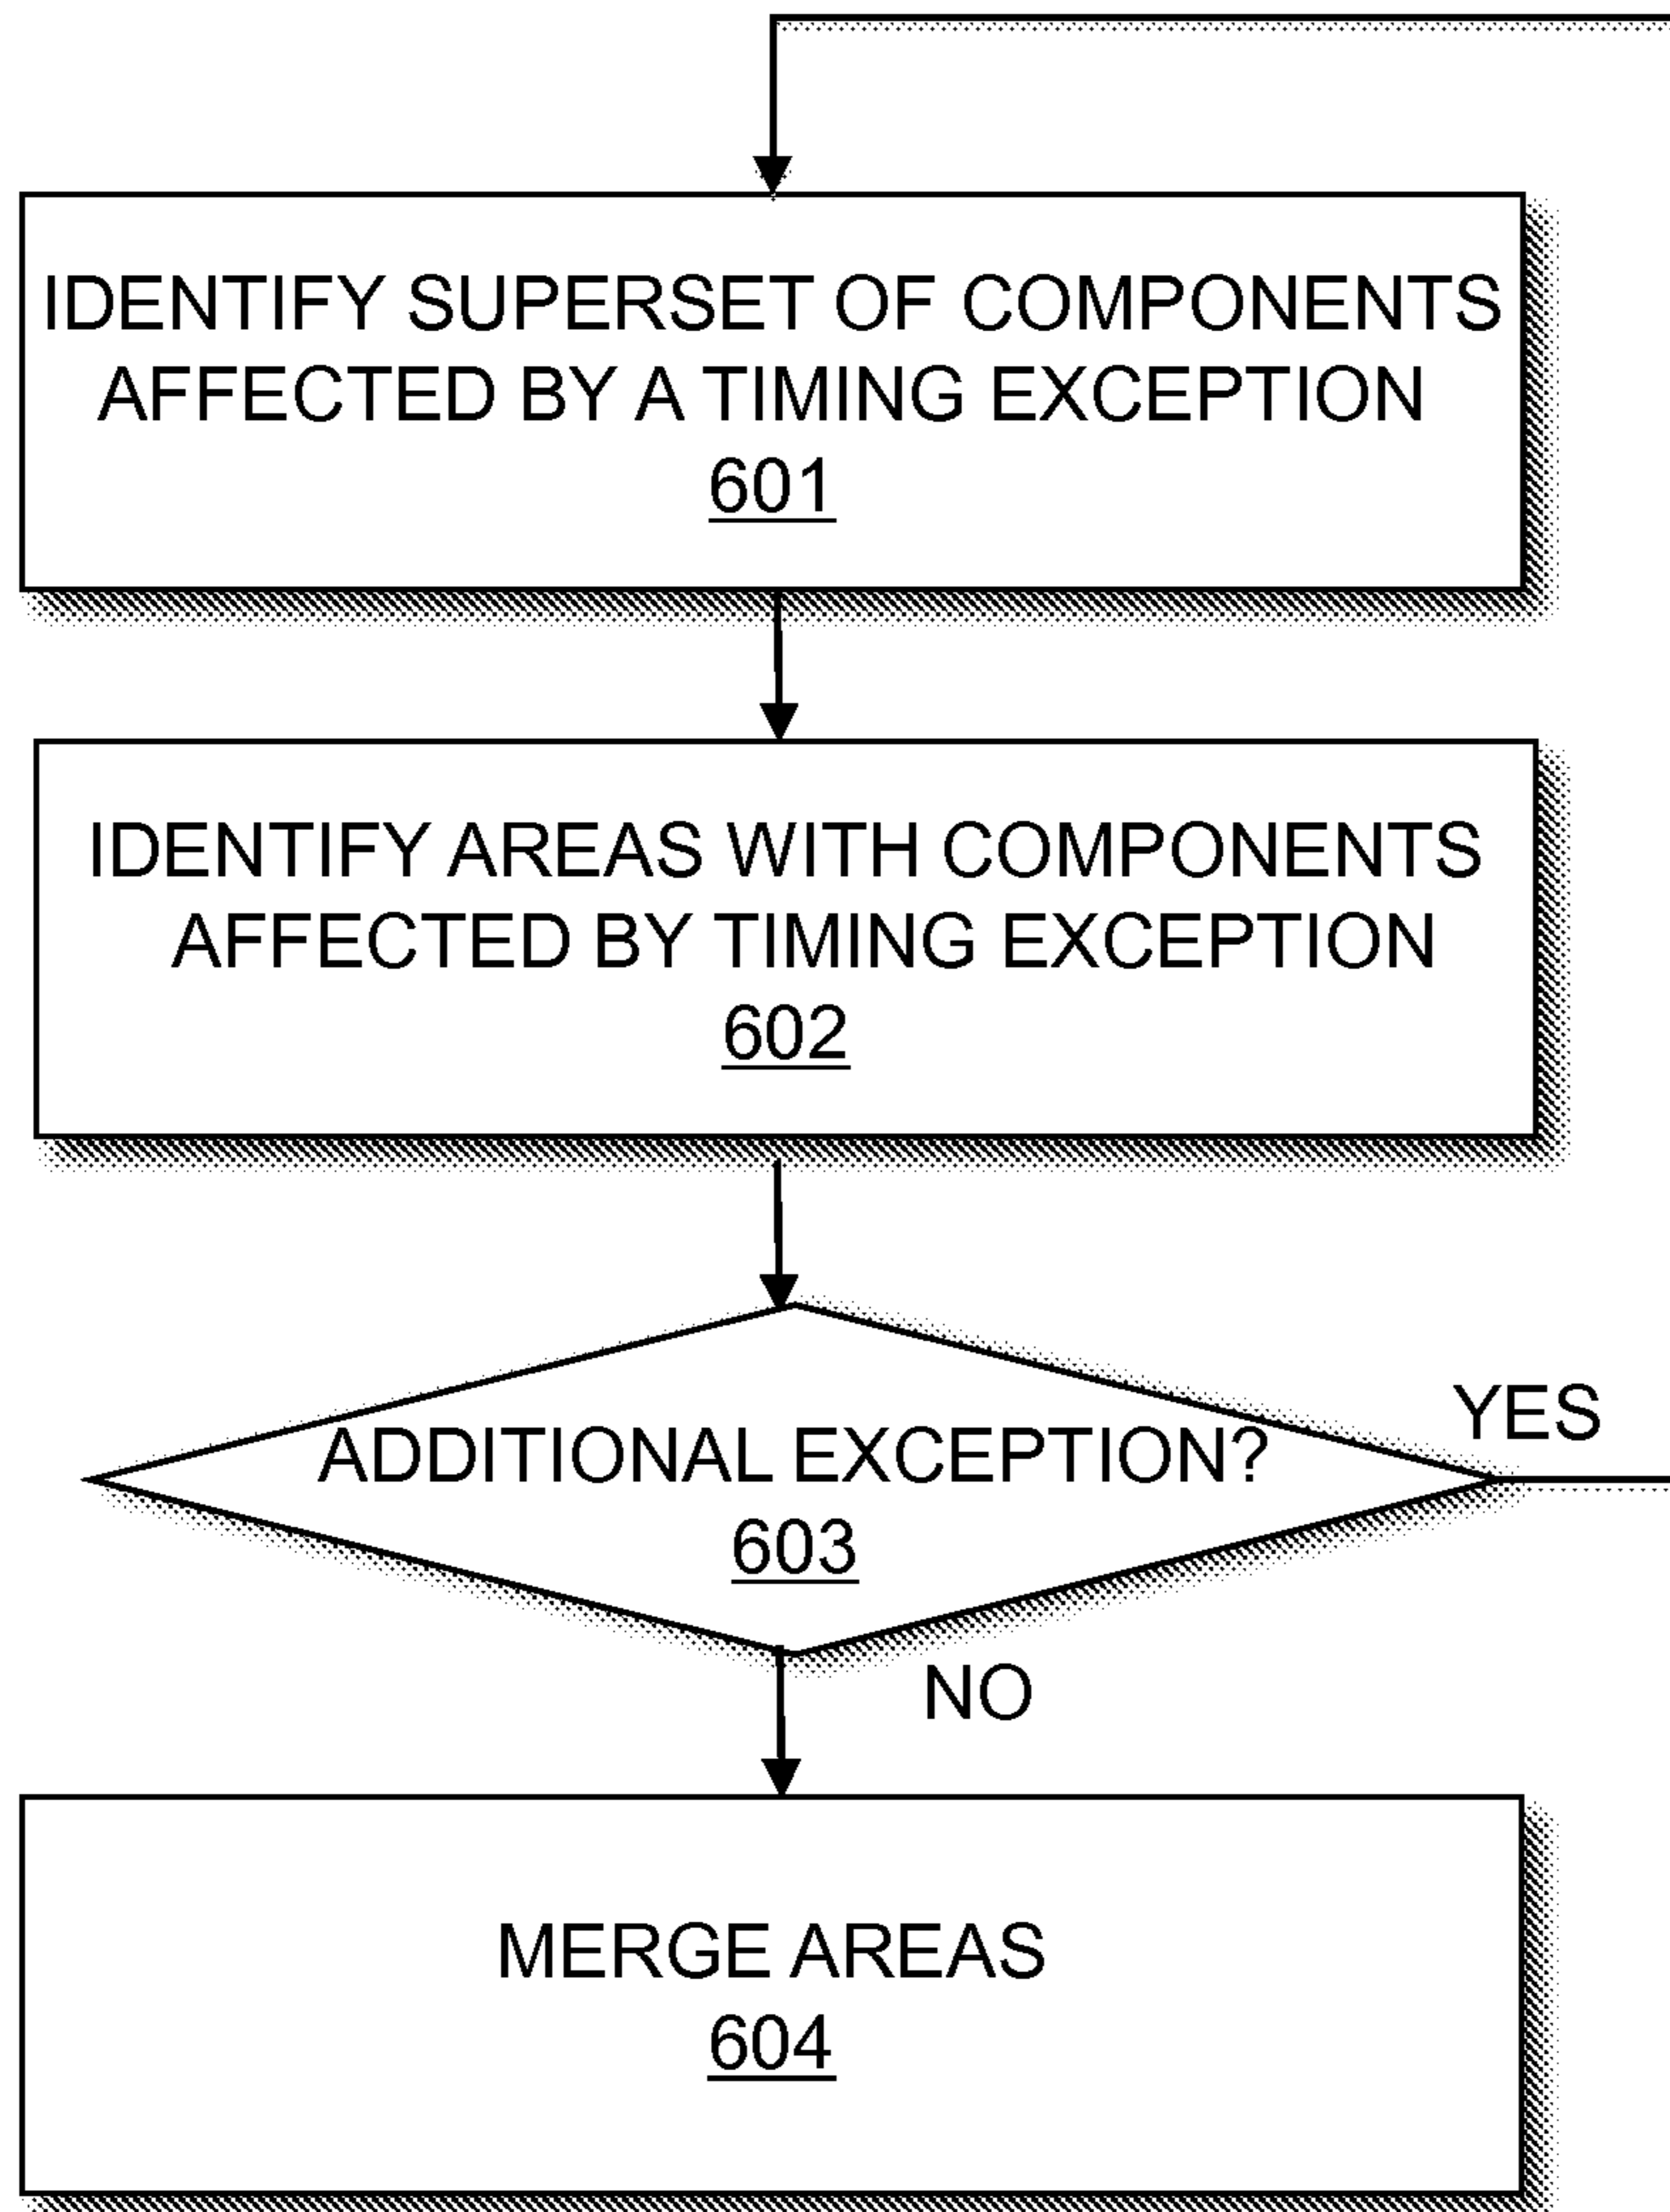 IDENTIFY SUPERSET OF COMPONENTS
AFFECTED BY A TIMING EXCEPTION
601
IDENTIFY AREAS WITH COMPONENTS
AFFECTED BY TIMING EXCEPTION
602
ADDITIONAL EXCEPTION?
603
YES
NO
MERGE AREAS
604